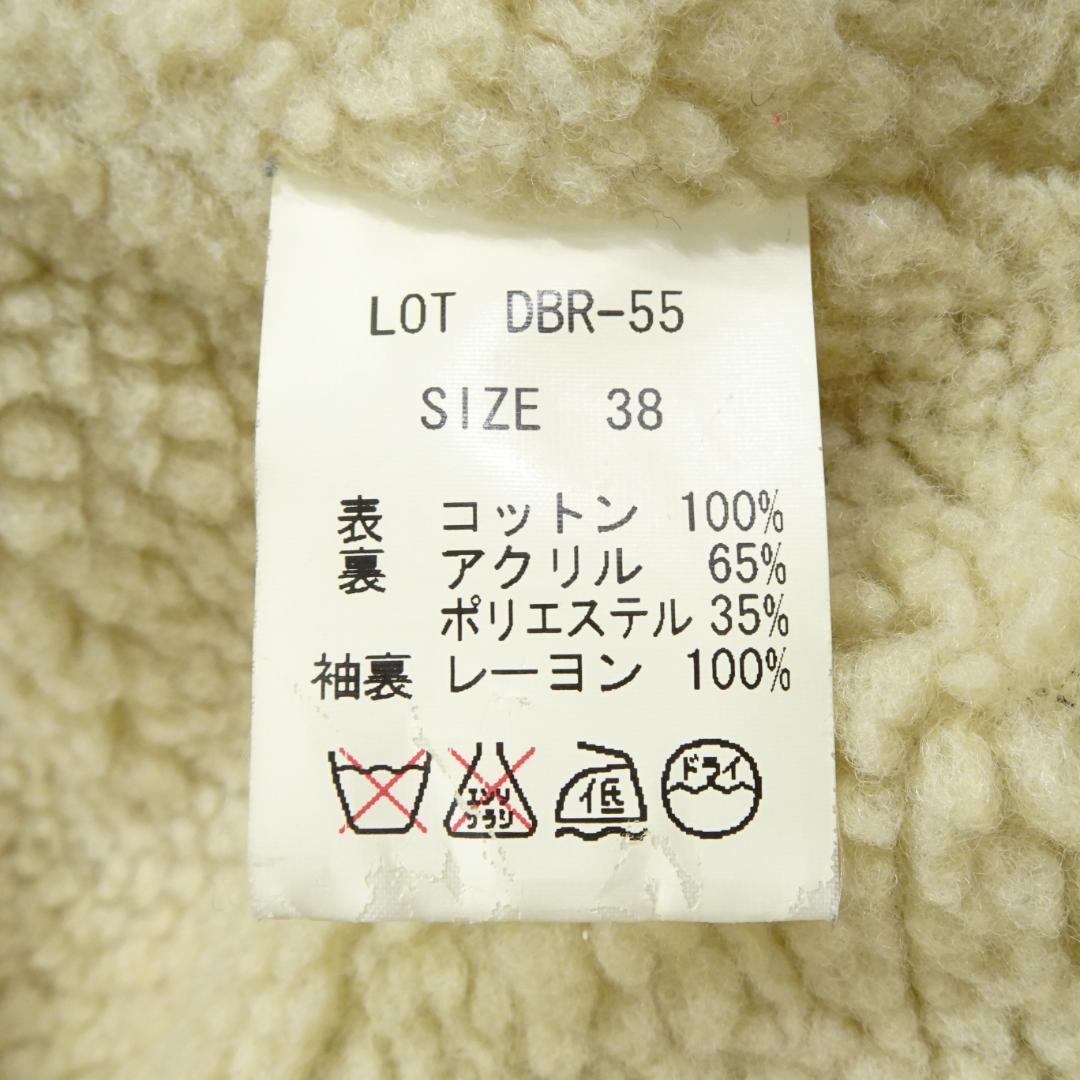 LOT DBR-55
SIZE 38
表 コットン 100%
裏 アクリル 65%
ポリエステル 35%
袖裏 レーヨン 100%
エンソ
サラシ
低
ドライ